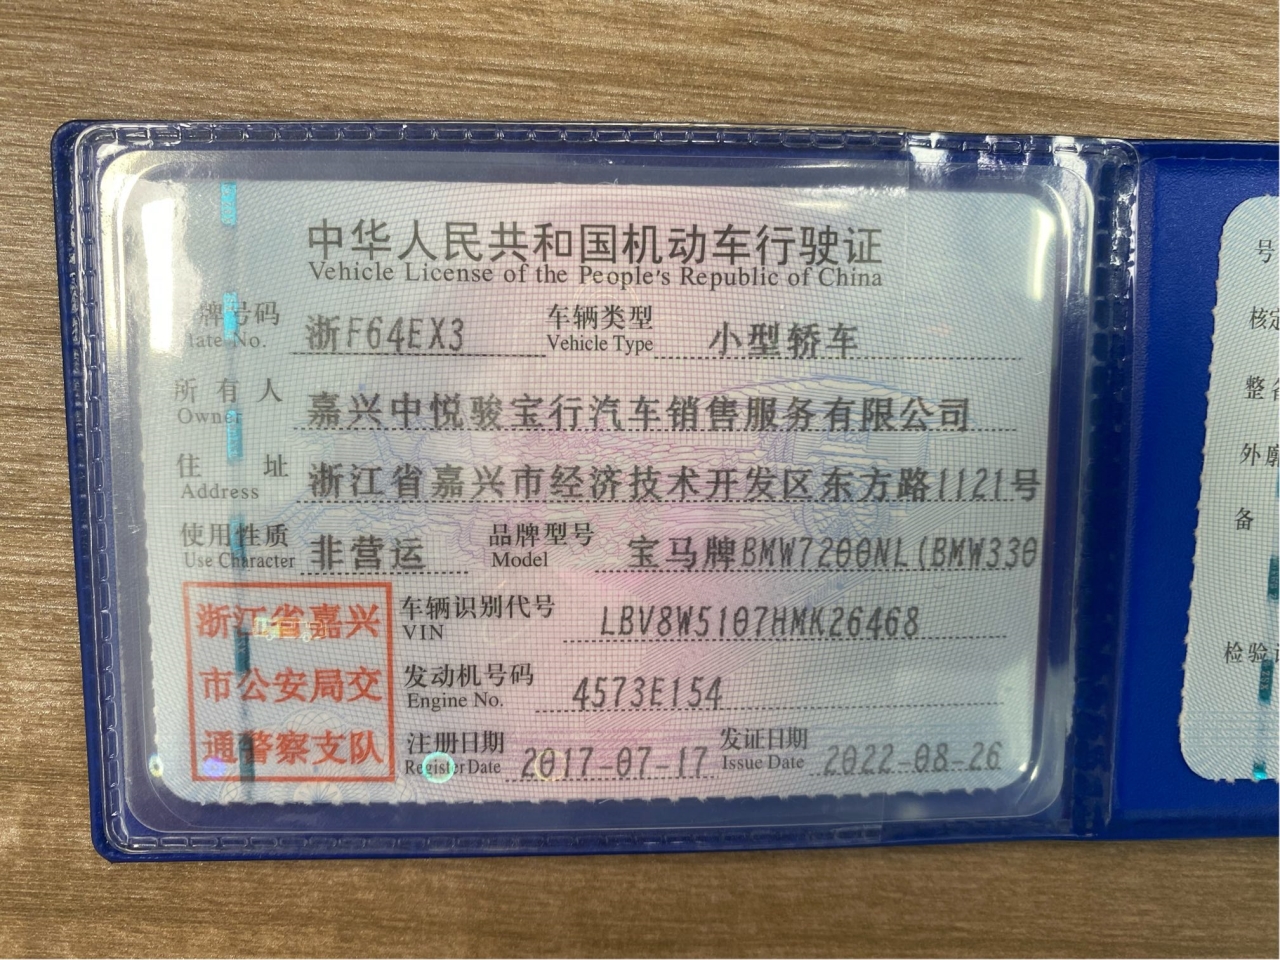 中华人民共和国机动车行驶证
Vehicle License of the People's Republic of China
牌号码 浙F64EX3 车辆类型 小型轿车
late No. Vehicle Type
所有人 嘉兴中悦骏宝行汽车销售服务有限公司
Owner
住址 浙江省嘉兴市经济技术开发区东方路1121号
Address
使用性质 非营运 品牌型号 宝马牌BMW7200NL(BMW330
Use Character Model
浙江省嘉兴
市公安局交
通警察支队
车辆识别代号 LBV8W5107HMK26468
VIN
发动机号码 4573E154
Engine No.
注册日期 2017-07-17 发证日期 2022-08-26
Register Date Issue Date
号
核定
整备
外廓
备
检验